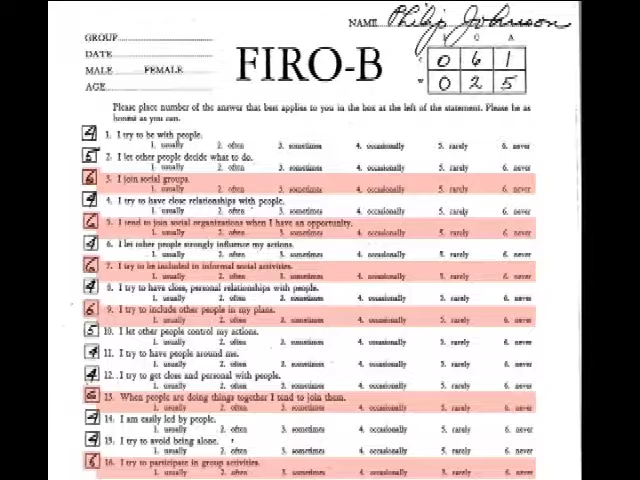 NAME Philip Johnson
GROUP
DATE
MALE FEMALE
AGE
FIRO-B
C A
0 6 1
0 2 5
Please place number of the answer that best applies to you in the box at the left of the statement. Please be as
honest as you can.
4 1. I try to be with people.
1. usually 2. often 3. sometimes 4. occasionally 5. rarely 6. never
5 2. I let other people decide what to do.
1. usually 2. often 3. sometimes 4. occasionally 5. rarely 6. never
6 3. I join social groups.
1. usually 2. often 3. sometimes 4. occasionally 5. rarely 6. never
4 4. I try to have close relationships with people.
1. usually 2. often 3. sometimes 4. occasionally 5. rarely 6. never
6 5. I tend to join social organizations when I have an opportunity.
1. usually 2. often 3. sometimes 4. occasionally 5. rarely 6. never
4 6. I let other people strongly influence my actions.
1. usually 2. often 3. sometimes 4. occasionally 5. rarely 6. never
6 7. I try to be included in informal social activities.
1. usually 2. often 3. sometimes 4. occasionally 5. rarely 6. never
4 8. I try to have close, personal relationships with people.
1. usually 2. often 3. sometimes 4. occasionally 5. rarely 6. never
6 9. I try to include other people in my plans.
1. usually 2. often 3. sometimes 4. occasionally 5. rarely 6. never
5 10. I let other people control my actions.
1. usually 2. often 3. sometimes 4. occasionally 5. rarely 6. never
4 11. I try to have people around me.
1. usually 2. often 3. sometimes 4. occasionally 5. rarely 6. never
4 12. I try to get close and personal with people.
1. usually 2. often 3. sometimes 4. occasionally 5. rarely 6. never
6 13. When people are doing things together I tend to join them.
1. usually 2. often 3. sometimes 4. occasionally 5. rarely 6. never
4 14. I am easily led by people.
1. usually 2. often 3. sometimes 4. occasionally 5. rarely 6. never
4 15. I try to avoid being alone.
1. usually 2. often 3. sometimes 4. occasionally 5. rarely 6. never
16. I try to participate in group activities.
1. usually 2. often 3. sometimes 4. occasionally 5. rarely 6. never